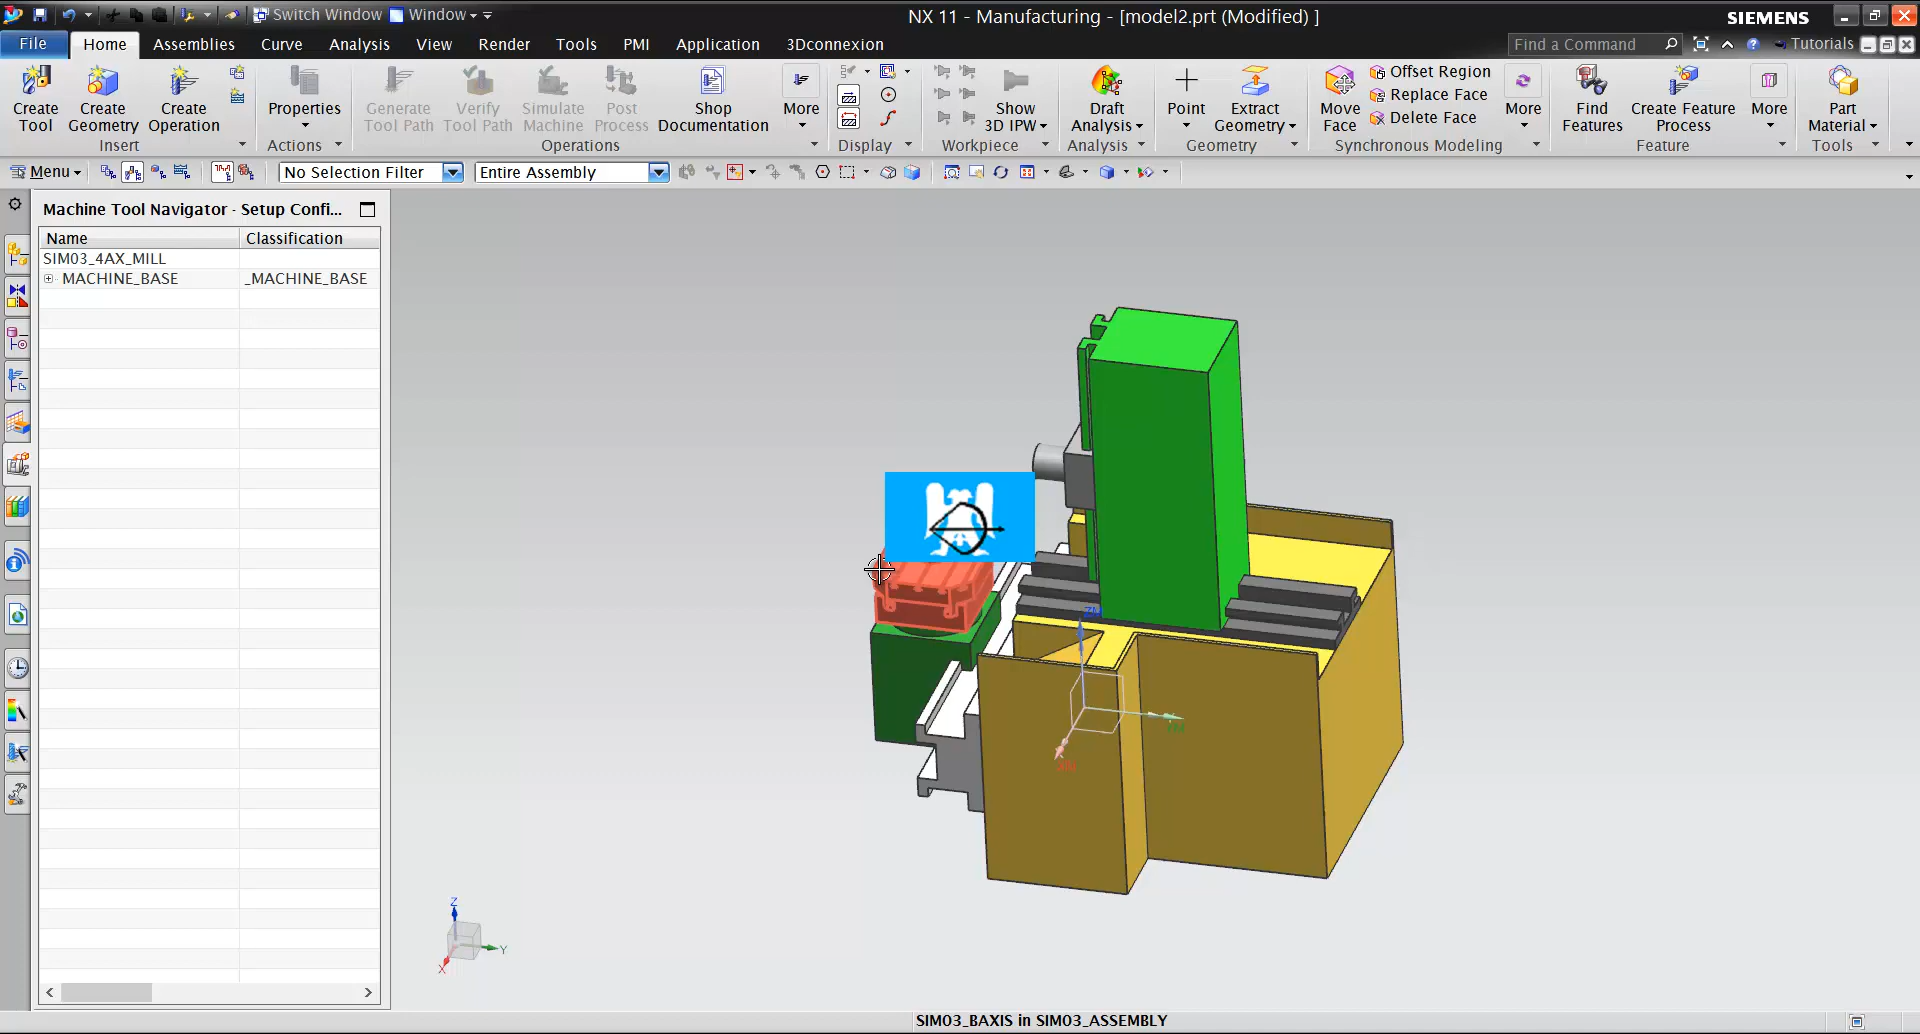 Switch Window Window
NX 11 - Manufacturing - [model2.prt (Modified) ]
SIEMENS
File Home Assemblies Curve Analysis View Render Tools PMI Application 3Dconnexion
Find a Command
Tutorials
Create Tool
Create Geometry
Create Operation
Insert
Properties
Actions
Generate Tool Path
Verify Tool Path
Simulate Machine
Post Process
Shop Documentation
More
Operations
Display
Show 3D IPW
Workpiece
Draft Analysis
Analysis
Point
Extract Geometry
Geometry
Move Face
Offset Region
Replace Face
Delete Face
More
Synchronous Modeling
Find Features
Create Feature Process
More
Feature
Part Material
Tools
Menu
No Selection Filter
Entire Assembly
Machine Tool Navigator - Setup Confi...
Name Classification
SIM03_4AX_MILL
MACHINE_BASE _MACHINE_BASE
ZM
YM
XM
Z
Y
X
SIM03_BAXIS in SIM03_ASSEMBLY